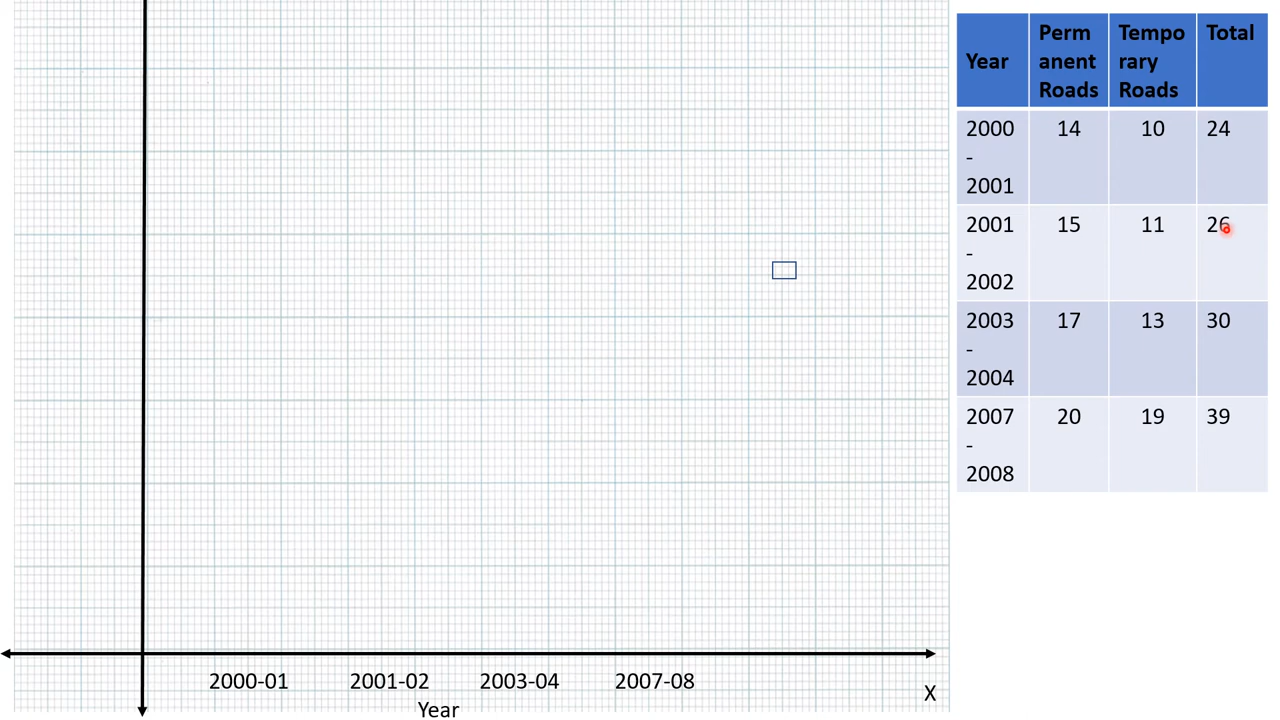 Year
Perm
anent
Roads
Tempo
rary
Roads
Total
2000
-
2001
14
10
24
2001
-
2002
15
11
26
2003
-
2004
17
13
30
2007
-
2008
20
19
39
2000-01 2001-02 2003-04 2007-08
X
Year